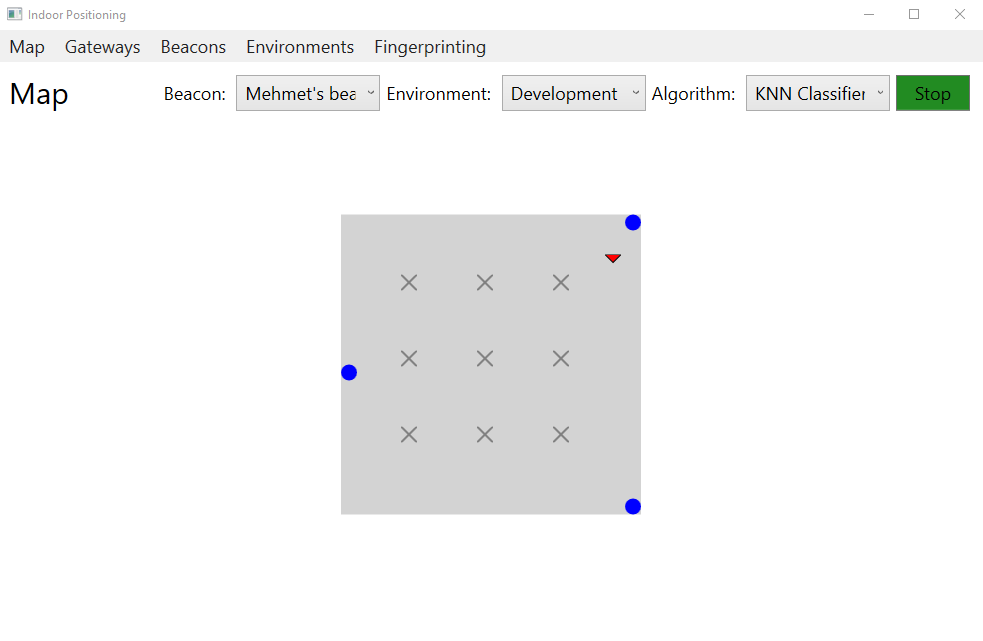 Indoor Positioning
Map Gateways Beacons Environments Fingerprinting
Map Beacon: Mehmet's bea Environment: Development Algorithm: KNN Classifier Stop